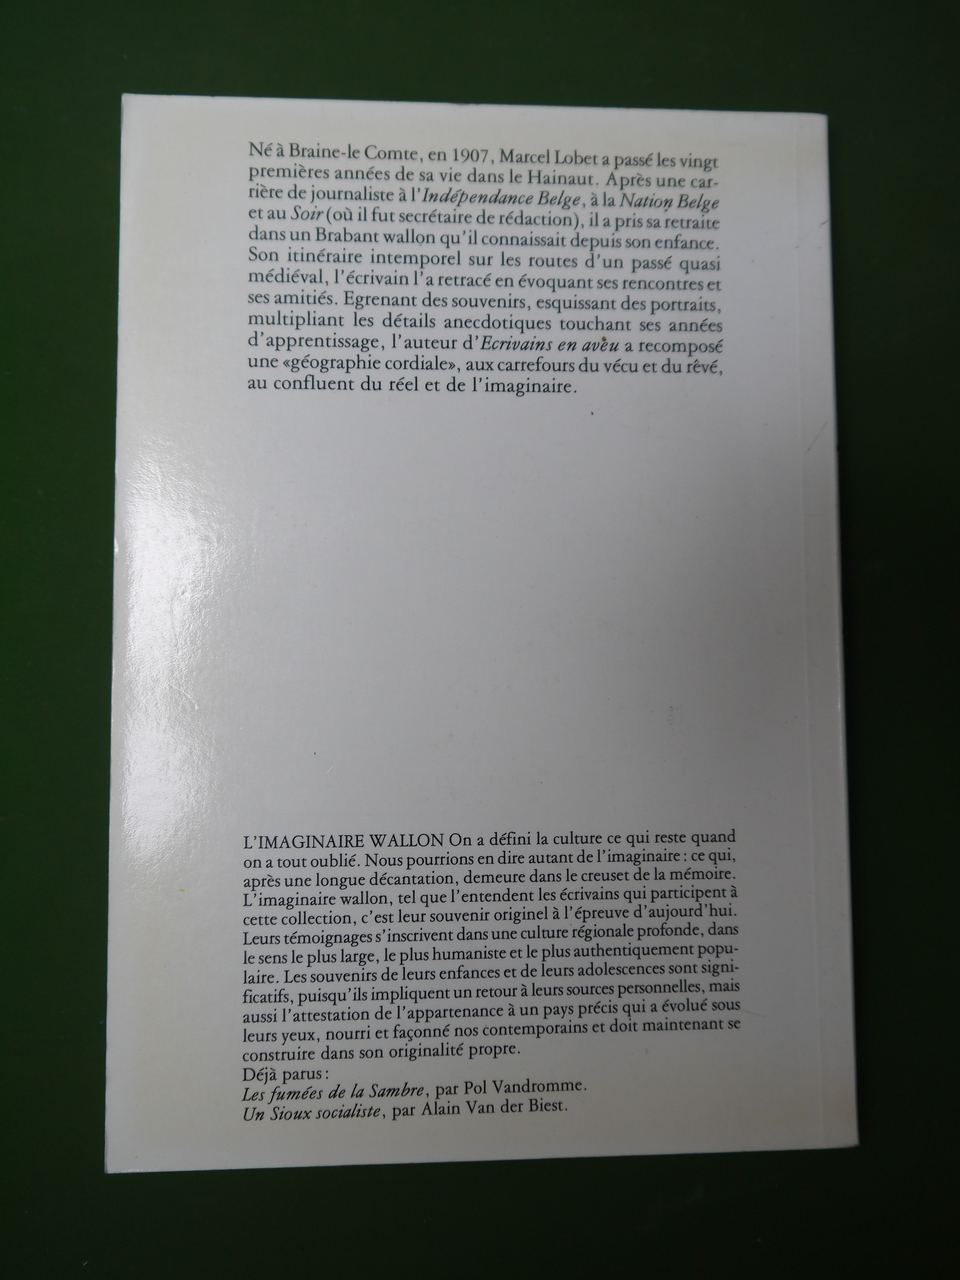 Né à Braine-le Comte, en 1907, Marcel Lobet a passé les vingt
premières années de sa vie dans le Hainaut. Après une car-
rière de journaliste à l'Indépendance Belge, à la Nation Belge
et au Soir (où il fut secrétaire de rédaction), il a pris sa retraite
dans un Brabant wallon qu'il connaissait depuis son enfance.
Son itinéraire intemporel sur les routes d'un passé quasi
médiéval, l'écrivain l'a retracé en évoquant ses rencontres et
ses amitiés. Egrenant des souvenirs, esquissant des portraits,
multipliant les détails anecdotiques touchant ses années
d'apprentissage, l'auteur d'Ecrivains en aveu a recomposé
une «géographie cordiale», aux carrefours du vécu et du rêvé,
au confluent du réel et de l'imaginaire.
L'IMAGINAIRE WALLON On a défini la culture ce qui reste quand
on a tout oublié. Nous pourrions en dire autant de l'imaginaire : ce qui,
après une longue décantation, demeure dans le creuset de la mémoire.
L'imaginaire wallon, tel que l'entendent les écrivains qui participent à
cette collection, c'est leur souvenir originel à l'épreuve d'aujourd'hui.
Leurs témoignages s'inscrivent dans une culture régionale profonde, dans
le sens le plus large, le plus humaniste et le plus authentiquement popu-
laire. Les souvenirs de leurs enfances et de leurs adolescences sont signi-
ficatifs, puisqu'ils impliquent un retour à leurs sources personnelles, mais
aussi l'attestation de l'appartenance à un pays précis qui a évolué sous
leurs yeux, nourri et façonné nos contemporains et doit maintenant se
construire dans son originalité propre.
Déjà parus :
Les fumées de la Sambre, par Pol Vandromme.
Un Sioux socialiste, par Alain Van der Biest.